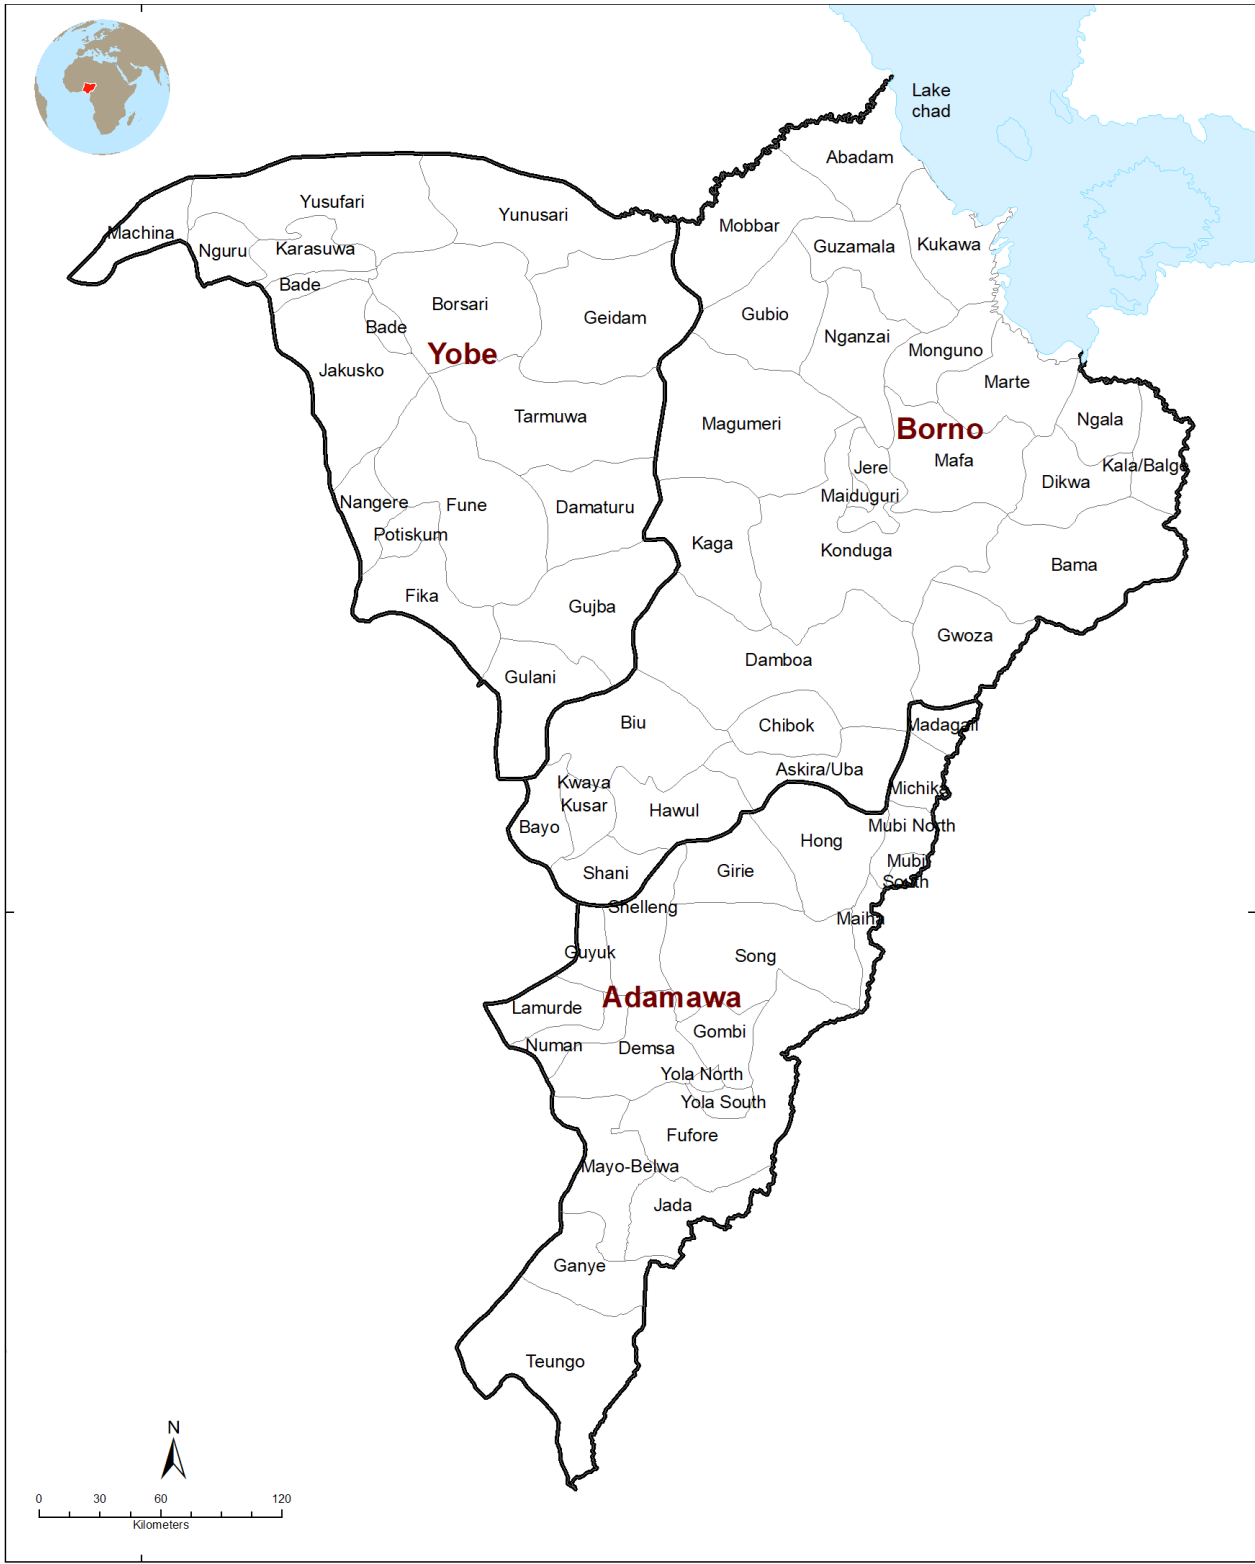 Lake
chad
Abadam
Yusufari
Yunusari
Mobbar
Machina
Guzamala
Kukawa
Nguru
Karasuwa
Bade
Borsari
Gubio
Geidam
Bade
Nganzai
Monguno
Yobe
Jakusko
Marte
Tarmuwa
Magumeri
Ngala
Borno
Mafa
Jere
Kala/Balge
Dikwa
Maiduguri
Nangere
Fune
Damaturu
Potiskum
Kaga
Konduga
Bama
Fika
Gujba
Gwoza
Damboa
Gulani
Biu
Chibok
Madagali
Askira/Uba
Kwaya
Kusar
Michika
Hawul
Bayo
Mubi North
Hong
Mubi
South
Girie
Shani
Shelleng
Maiha
Guyuk
Song
Adamawa
Lamurde
Gombi
Numan
Demsa
Yola North
Yola South
Fufore
Mayo-Belwa
Jada
Ganye
Teungo
N
0 30 60 120
Kilometers